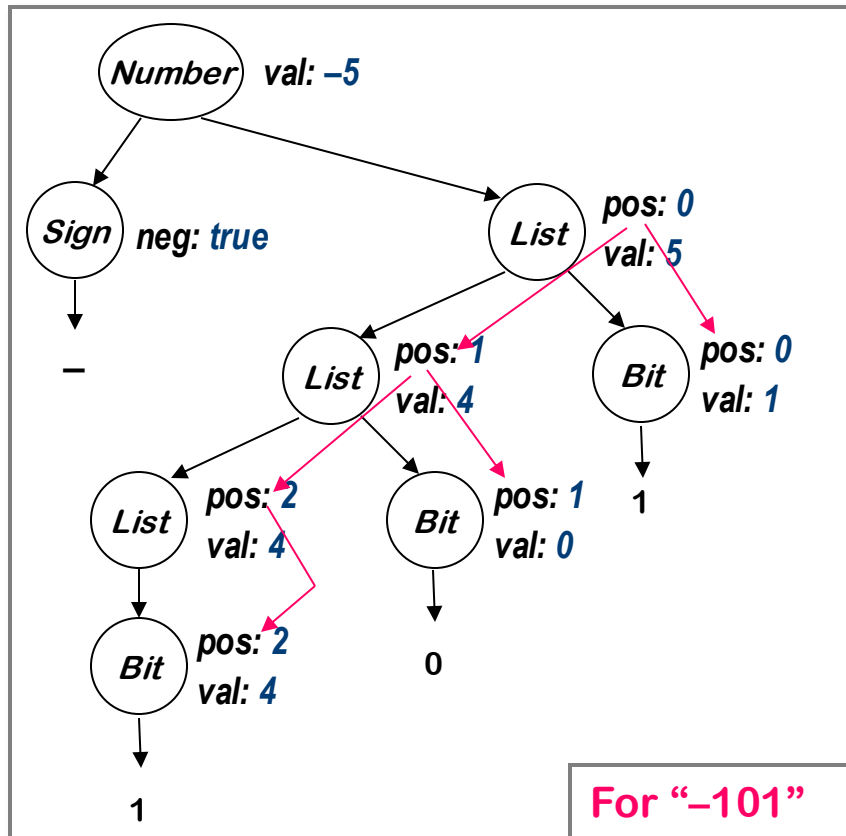 Number val: –5
pos: 0
Sign neg: true List
val: 5
–
pos: 1 pos: 0
List Bit
val: 4 val: 1
pos: 2 pos: 1 1
List Bit
val: 4 val: 0
pos: 2
Bit 0
val: 4
1
For “–101”